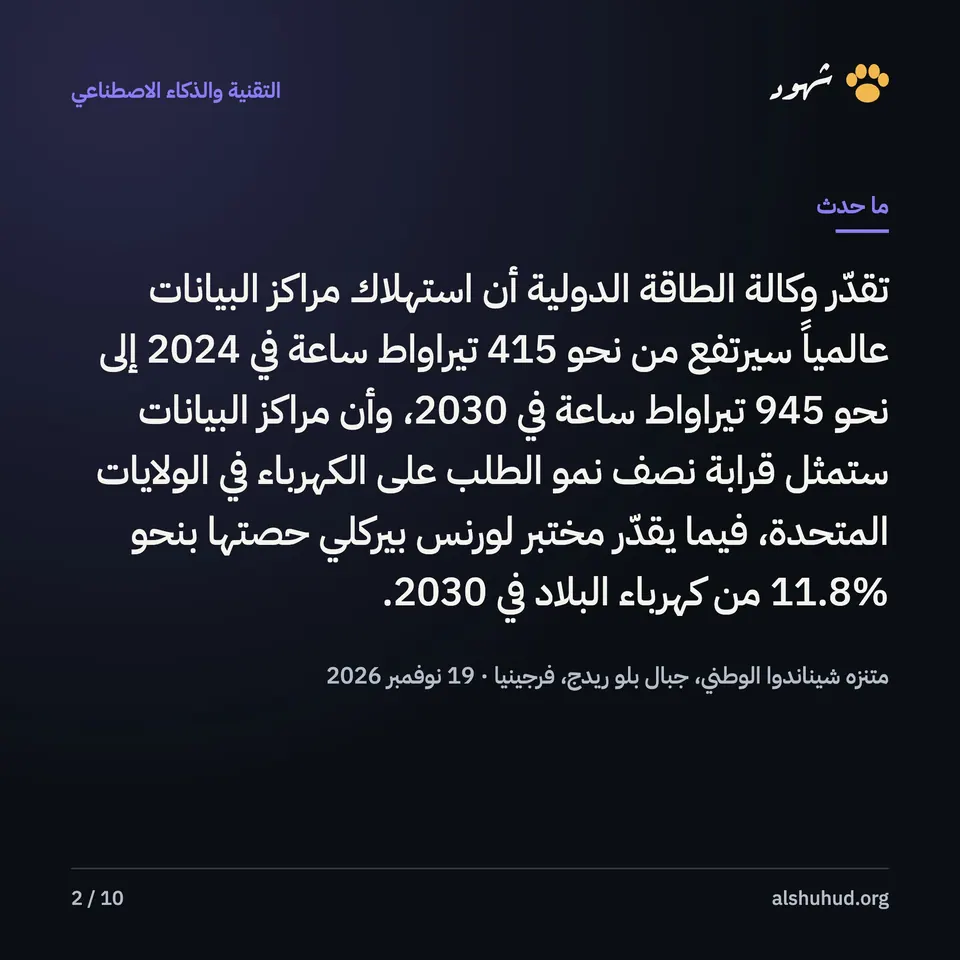 شهود
التقنية والذكاء الاصطناعي
ما حدث
تقدّر وكالة الطاقة الدولية أن استهلاك مراكز البيانات
عالمياً سيرتفع من نحو 415 تيراواط ساعة في 2024 إلى
نحو 945 تيراواط ساعة في 2030، وأن مراكز البيانات
ستمثل قرابة نصف نمو الطلب على الكهرباء في الولايات
المتحدة، فيما يقدّر مختبر لورنس بيركلي حصتها بنحو
11.8% من كهرباء البلاد في 2030.
متنزه شيناندوا الوطني، جبال بلو ريدج، فرجينيا · 19 نوفمبر 2026
alshuhud.org
2 / 10